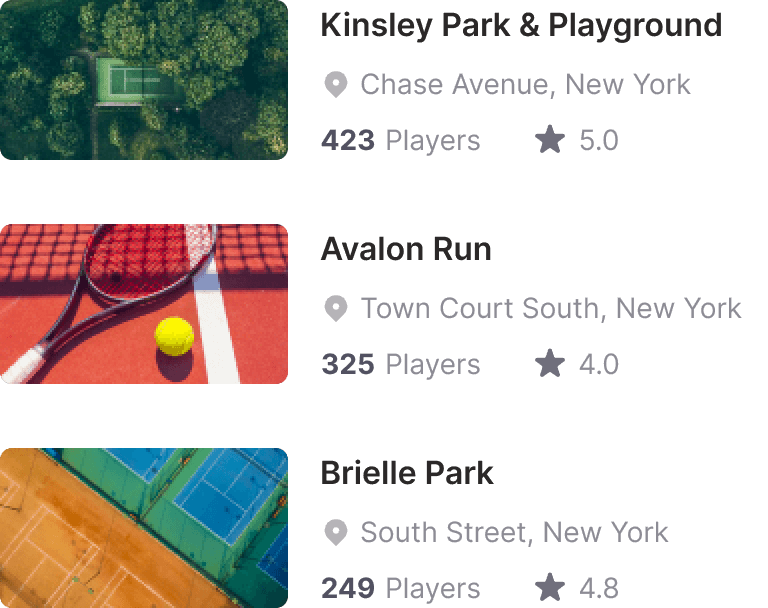 Kinsley Park & Playground
Chase Avenue, New York
423 Players 5.0
Avalon Run
Town Court South, New York
325 Players 4.0
Brielle Park
South Street, New York
249 Players 4.8